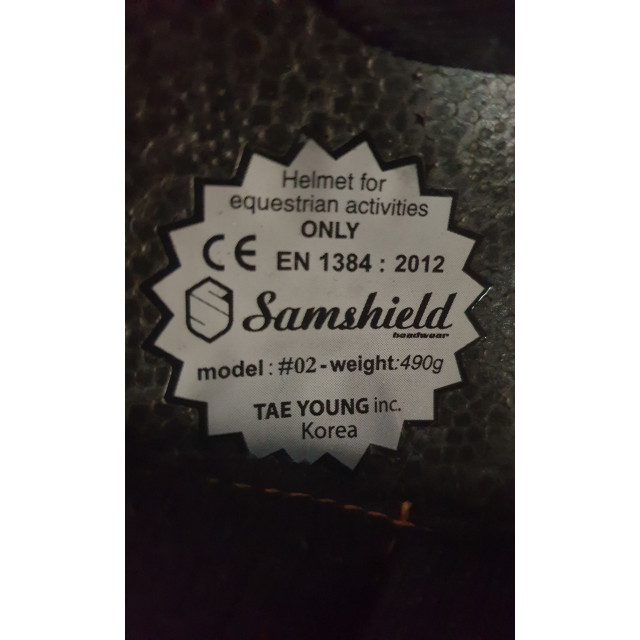 Helmet for
equestrian activities
ONLY
CE EN 1384 : 2012
S Samshield
headwear
model : #02 - weight:490g
TAE YOUNG inc.
Korea